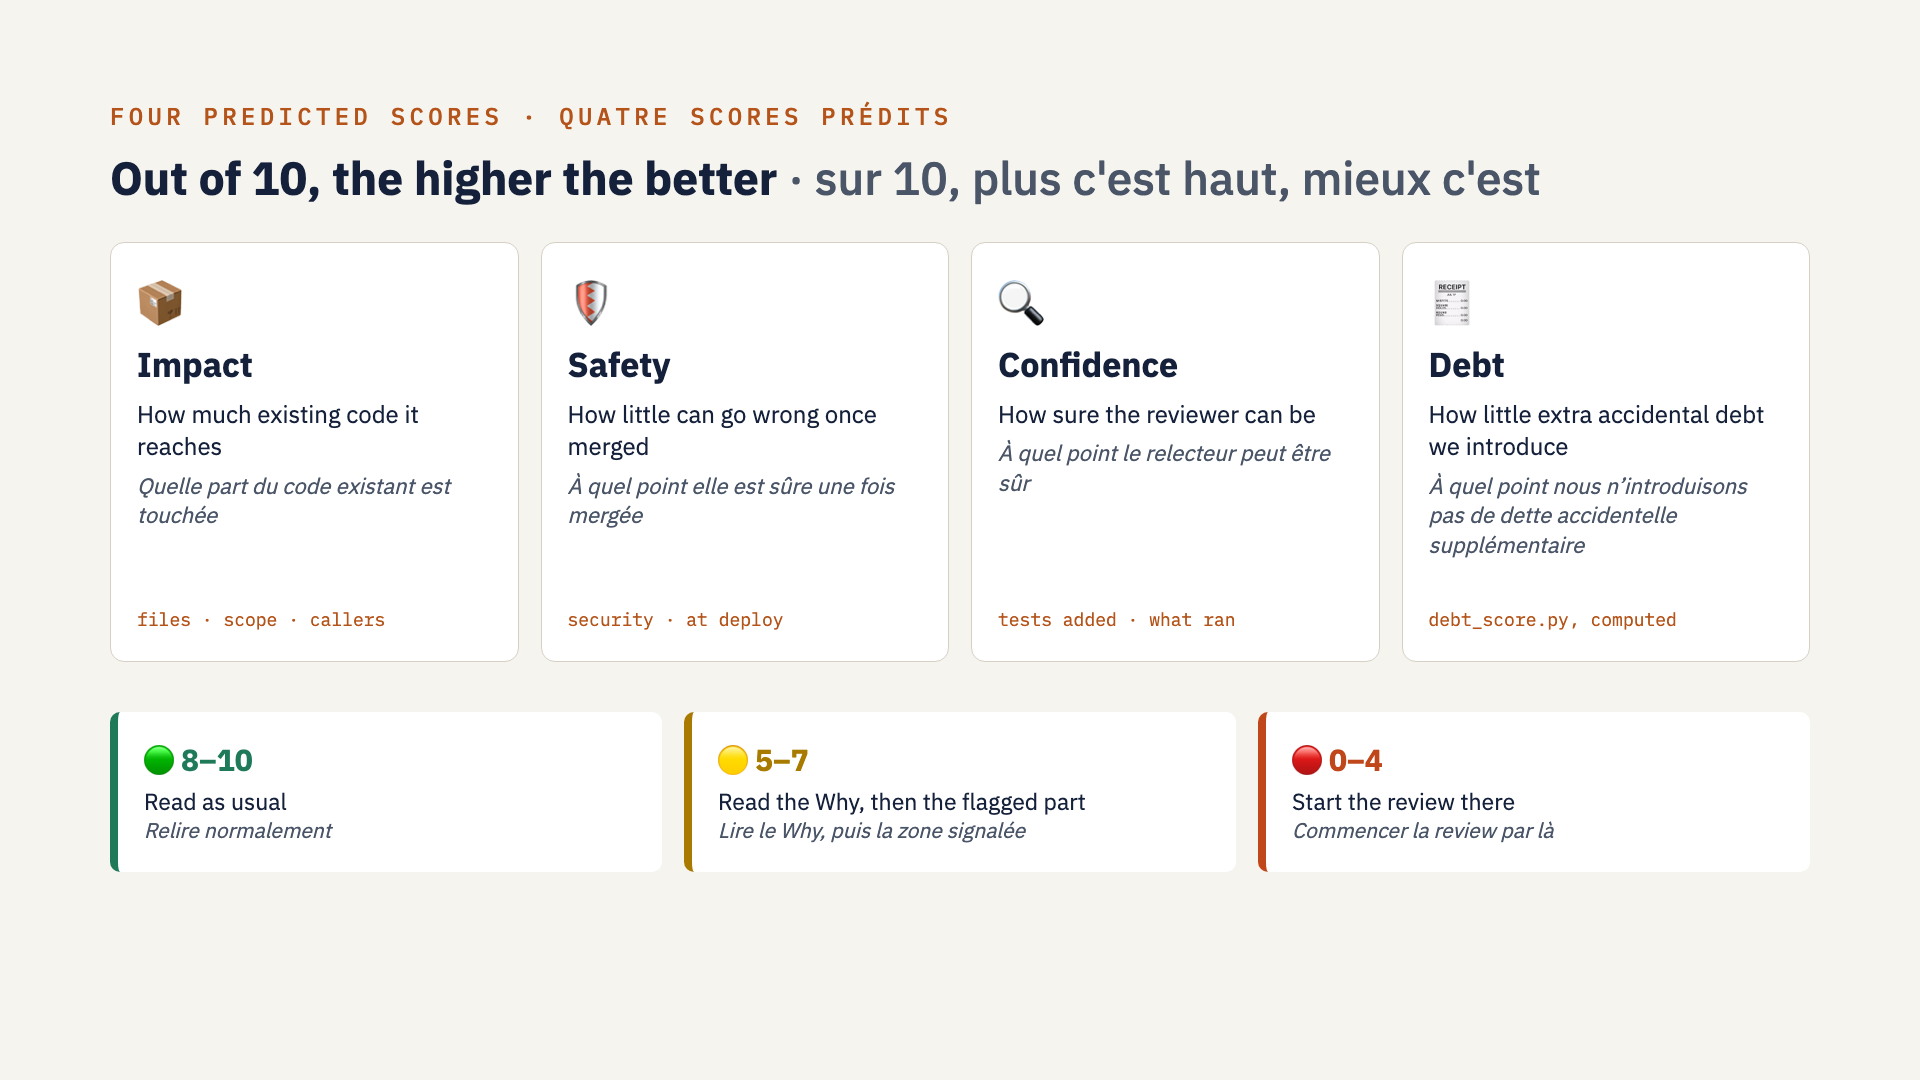 FOUR PREDICTED SCORES · QUATRE SCORES PRÉDITS
Out of 10, the higher the better · sur 10, plus c'est haut, mieux c'est
Impact
How much existing code it
reaches
Quelle part du code existant est
touchée
files · scope · callers
Safety
How little can go wrong once
merged
À quel point elle est sûre une fois
mergée
security · at deploy
Confidence
How sure the reviewer can be
À quel point le relecteur peut être
sûr
tests added · what ran
RECEIPT
Debt
How little extra accidental debt
we introduce
À quel point nous n’introduisons
pas de dette accidentelle
supplémentaire
debt_score.py, computed
8–10
Read as usual
Relire normalement
5–7
Read the Why, then the flagged part
Lire le Why, puis la zone signalée
0–4
Start the review there
Commencer la review par là